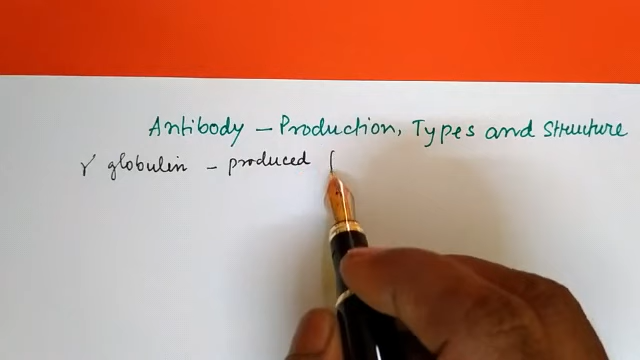 Antibody – Production, Types and Structure
γ globulin – produced